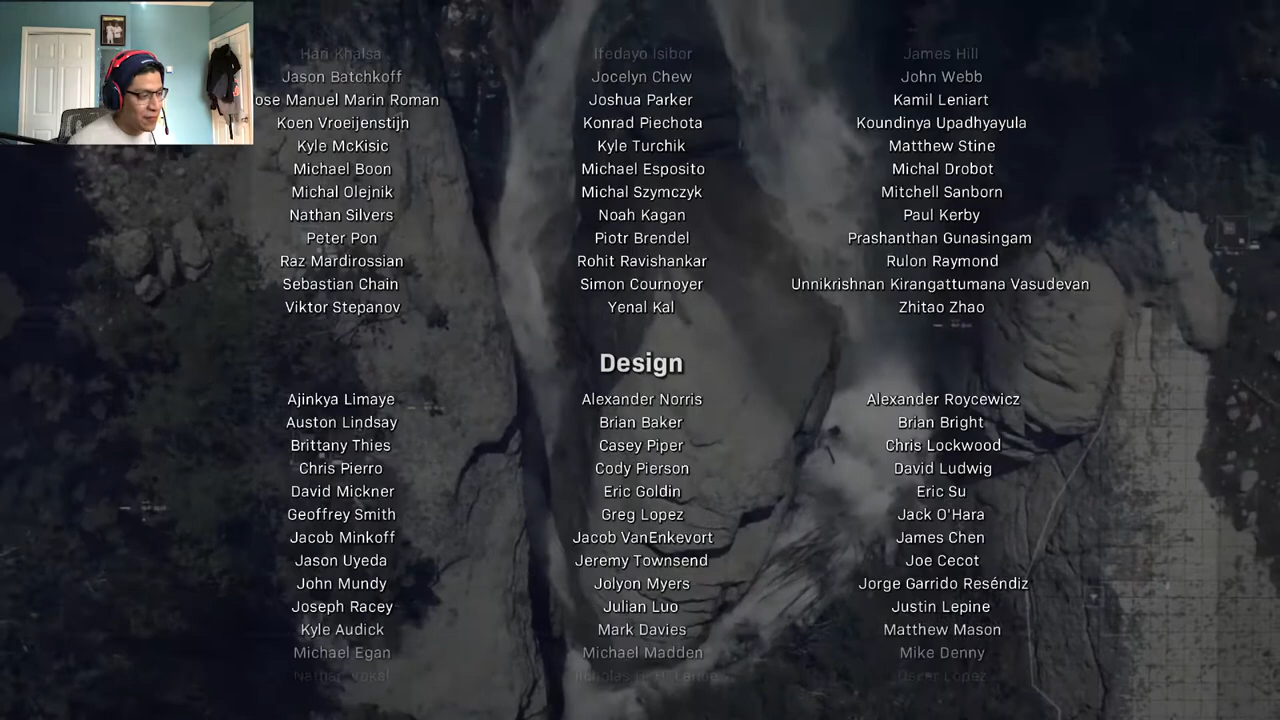 Hari Khalsa Ifedayo Isibor James Hill
Jason Batchkoff Jocelyn Chew John Webb
ose Manuel Marin Roman Joshua Parker Kamil Leniart
Koen Vroeijenstijn Konrad Piechota Koundinya Upadhyayula
Kyle McKisic Kyle Turchik Matthew Stine
Michael Boon Michael Esposito Michal Drobot
Michal Olejnik Michal Szymczyk Mitchell Sanborn
Nathan Silvers Noah Kagan Paul Kerby
Peter Pon Piotr Brendel Prashanthan Gunasingam
Raz Mardirossian Rohit Ravishankar Rulon Raymond
Sebastian Chain Simon Cournoyer Unnikrishnan Kirangattumana Vasudevan
Viktor Stepanov Yenal Kal Zhitao Zhao
Design
Ajinkya Limaye Alexander Norris Alexander Roycewicz
Auston Lindsay Brian Baker Brian Bright
Brittany Thies Casey Piper Chris Lockwood
Chris Pierro Cody Pierson David Ludwig
David Mickner Eric Goldin Eric Su
Geoffrey Smith Greg Lopez Jack O'Hara
Jacob Minkoff Jacob VanEnkevort James Chen
Jason Uyeda Jeremy Townsend Joe Cecot
John Mundy Jolyon Myers Jorge Garrido Reséndiz
Joseph Racey Julian Luo Justin Lepine
Kyle Audick Mark Davies Matthew Mason
Michael Egan Michael Madden Mike Denny
Oscar Lopez